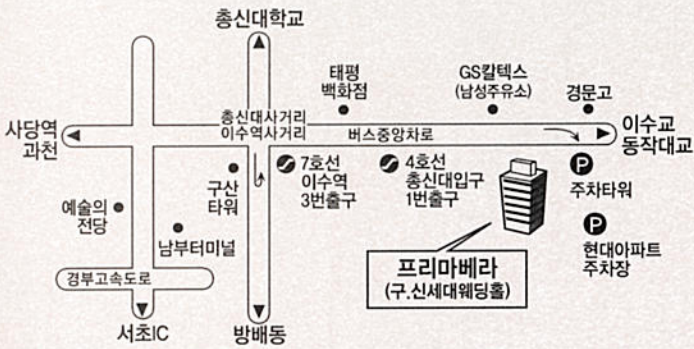 총신대학교
태평
백화점
GS칼텍스
(남성주유소)
경문고
사당역
과천
총신대사거리
이수역사거리
버스중앙차로
이수교
동작대교
구산
타워
7호선
이수역
3번출구
4호선
총신대입구
1번출구
P
주차타워
예술의
전당
남부터미널
P
현대아파트
주차장
경부고속도로
프리마베라
(구.신세대웨딩홀)
서초IC
방배동